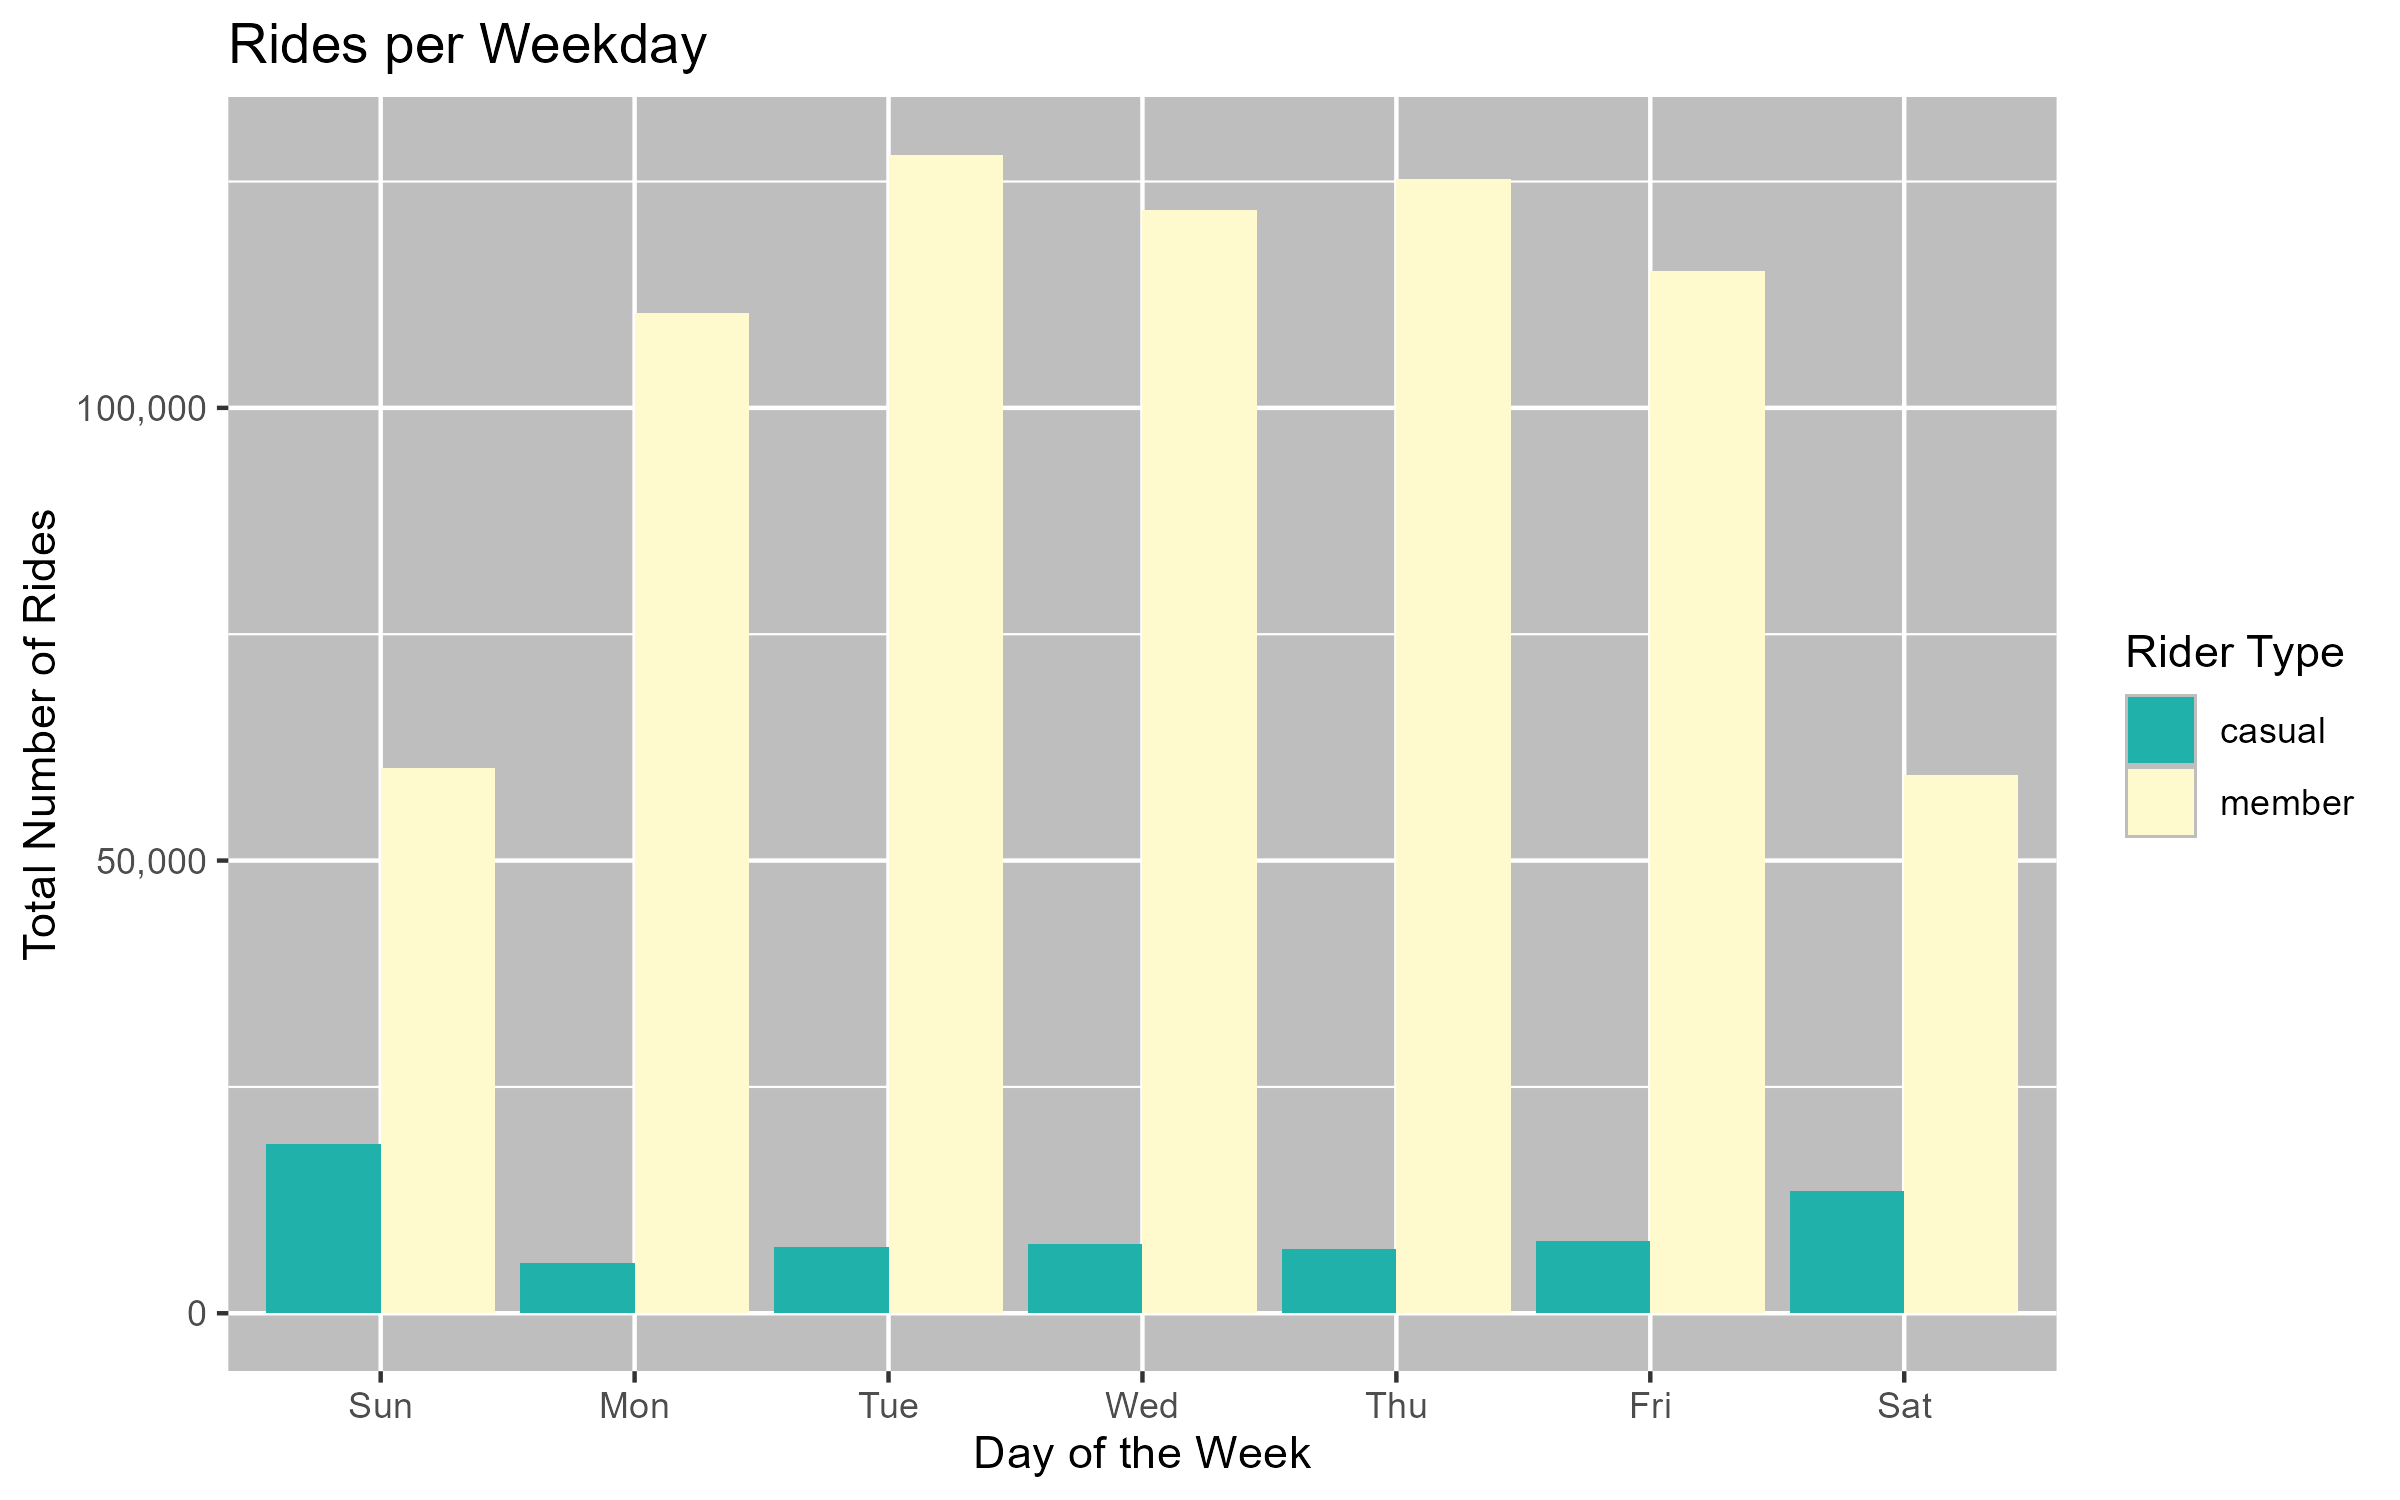 Rides per Weekday
Total Number of Rides
100,000
50,000
0
Sun
Mon
Tue
Wed
Thu
Fri
Sat
Day of the Week
Rider Type
casual
member